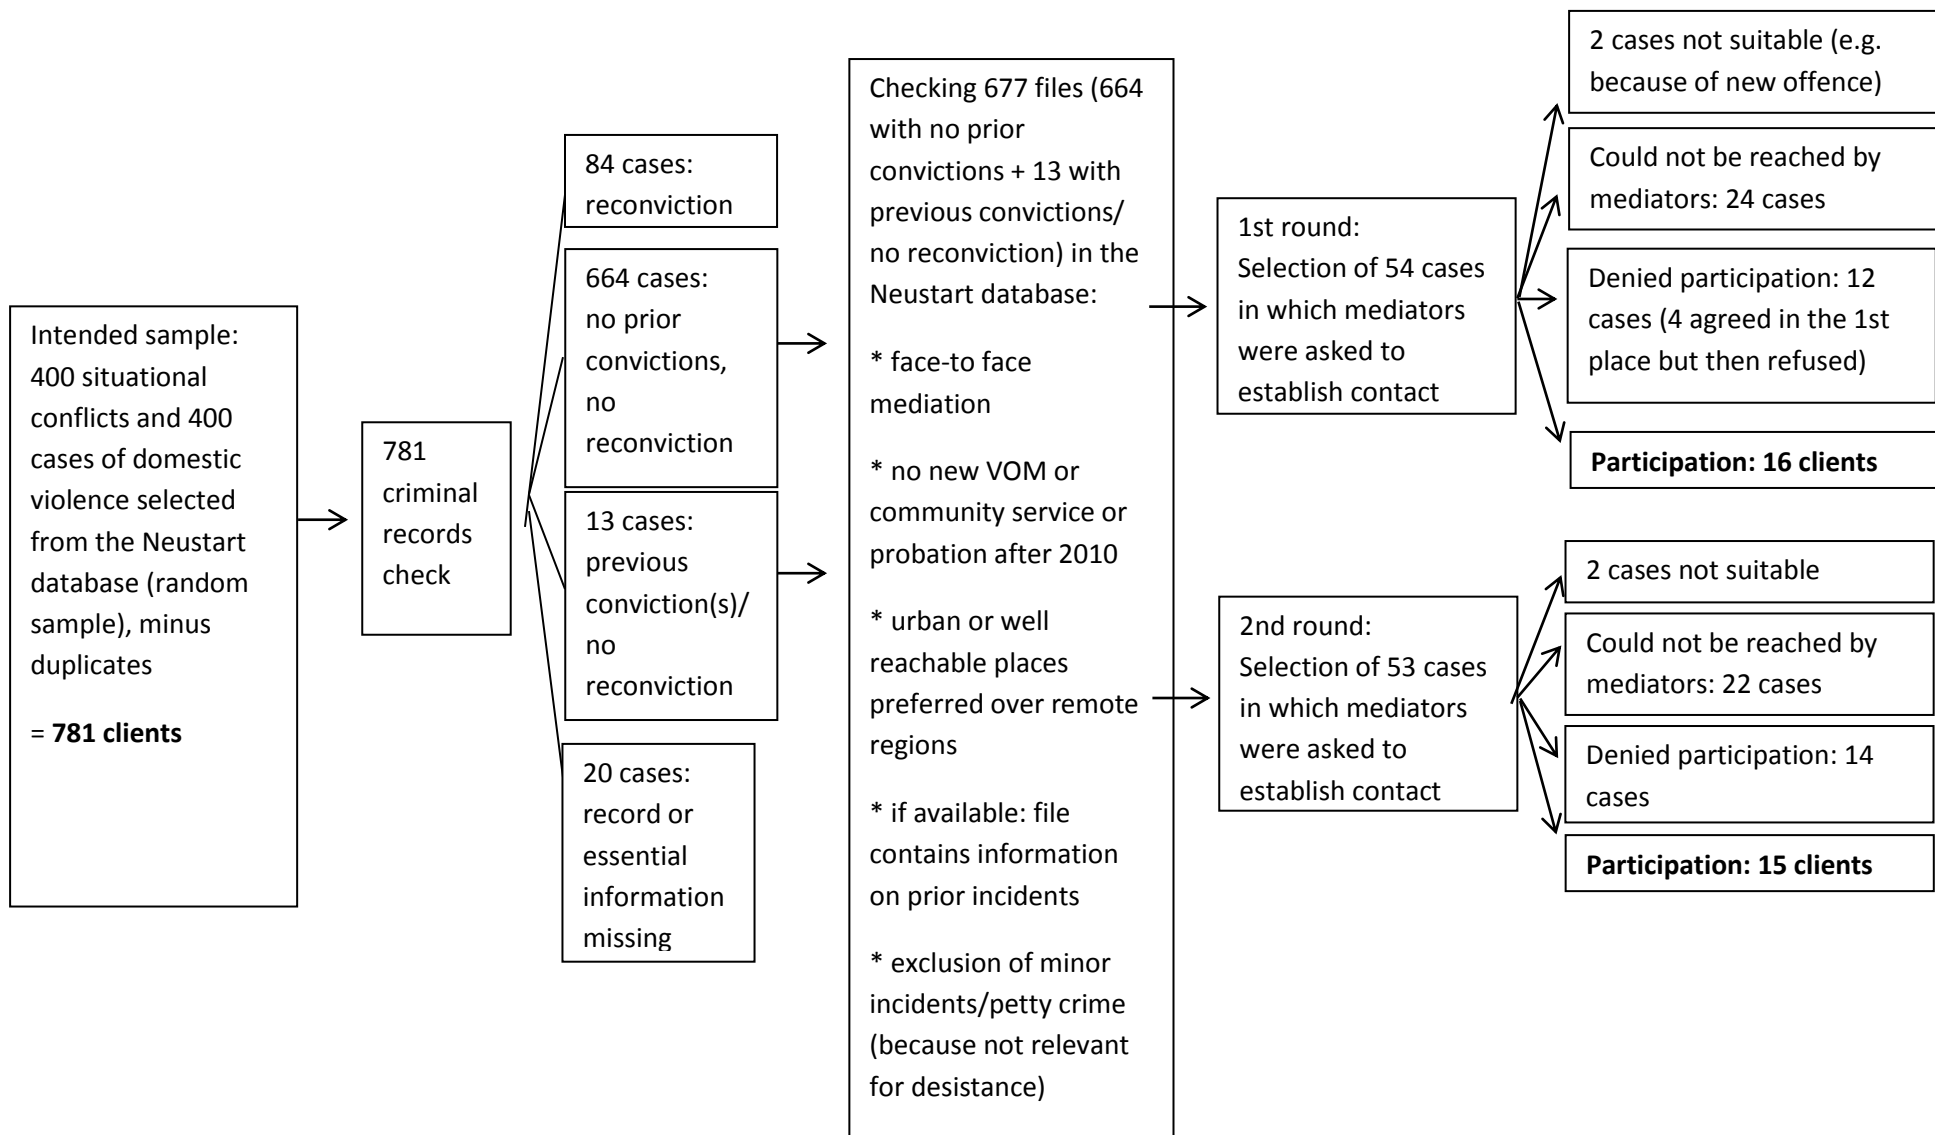 Intended sample:
400 situational
conflicts and 400
cases of domestic
violence selected
from the Neustart
database (random
sample), minus
duplicates
= 781 clients
781
criminal
records
check
84 cases:
reconviction
664 cases:
no prior
convictions,
no
reconviction
13 cases:
previous
conviction(s)/
no
reconviction
20 cases:
record or
essential
information
missing
Checking 677 files (664
with no prior
convictions + 13 with
previous convictions/
no reconviction) in the
Neustart database:
* face-to face
mediation
* no new VOM or
community service or
probation after 2010
* urban or well
reachable places
preferred over remote
regions
* if available: file
contains information
on prior incidents
* exclusion of minor
incidents/petty crime
(because not relevant
for desistance)
1st round:
Selection of 54 cases
in which mediators
were asked to
establish contact
2 cases not suitable (e.g.
because of new offence)
Could not be reached by
mediators: 24 cases
Denied participation: 12
cases (4 agreed in the 1st
place but then refused)
Participation: 16 clients
2nd round:
Selection of 53 cases
in which mediators
were asked to
establish contact
2 cases not suitable
Could not be reached by
mediators: 22 cases
Denied participation: 14
cases
Participation: 15 clients